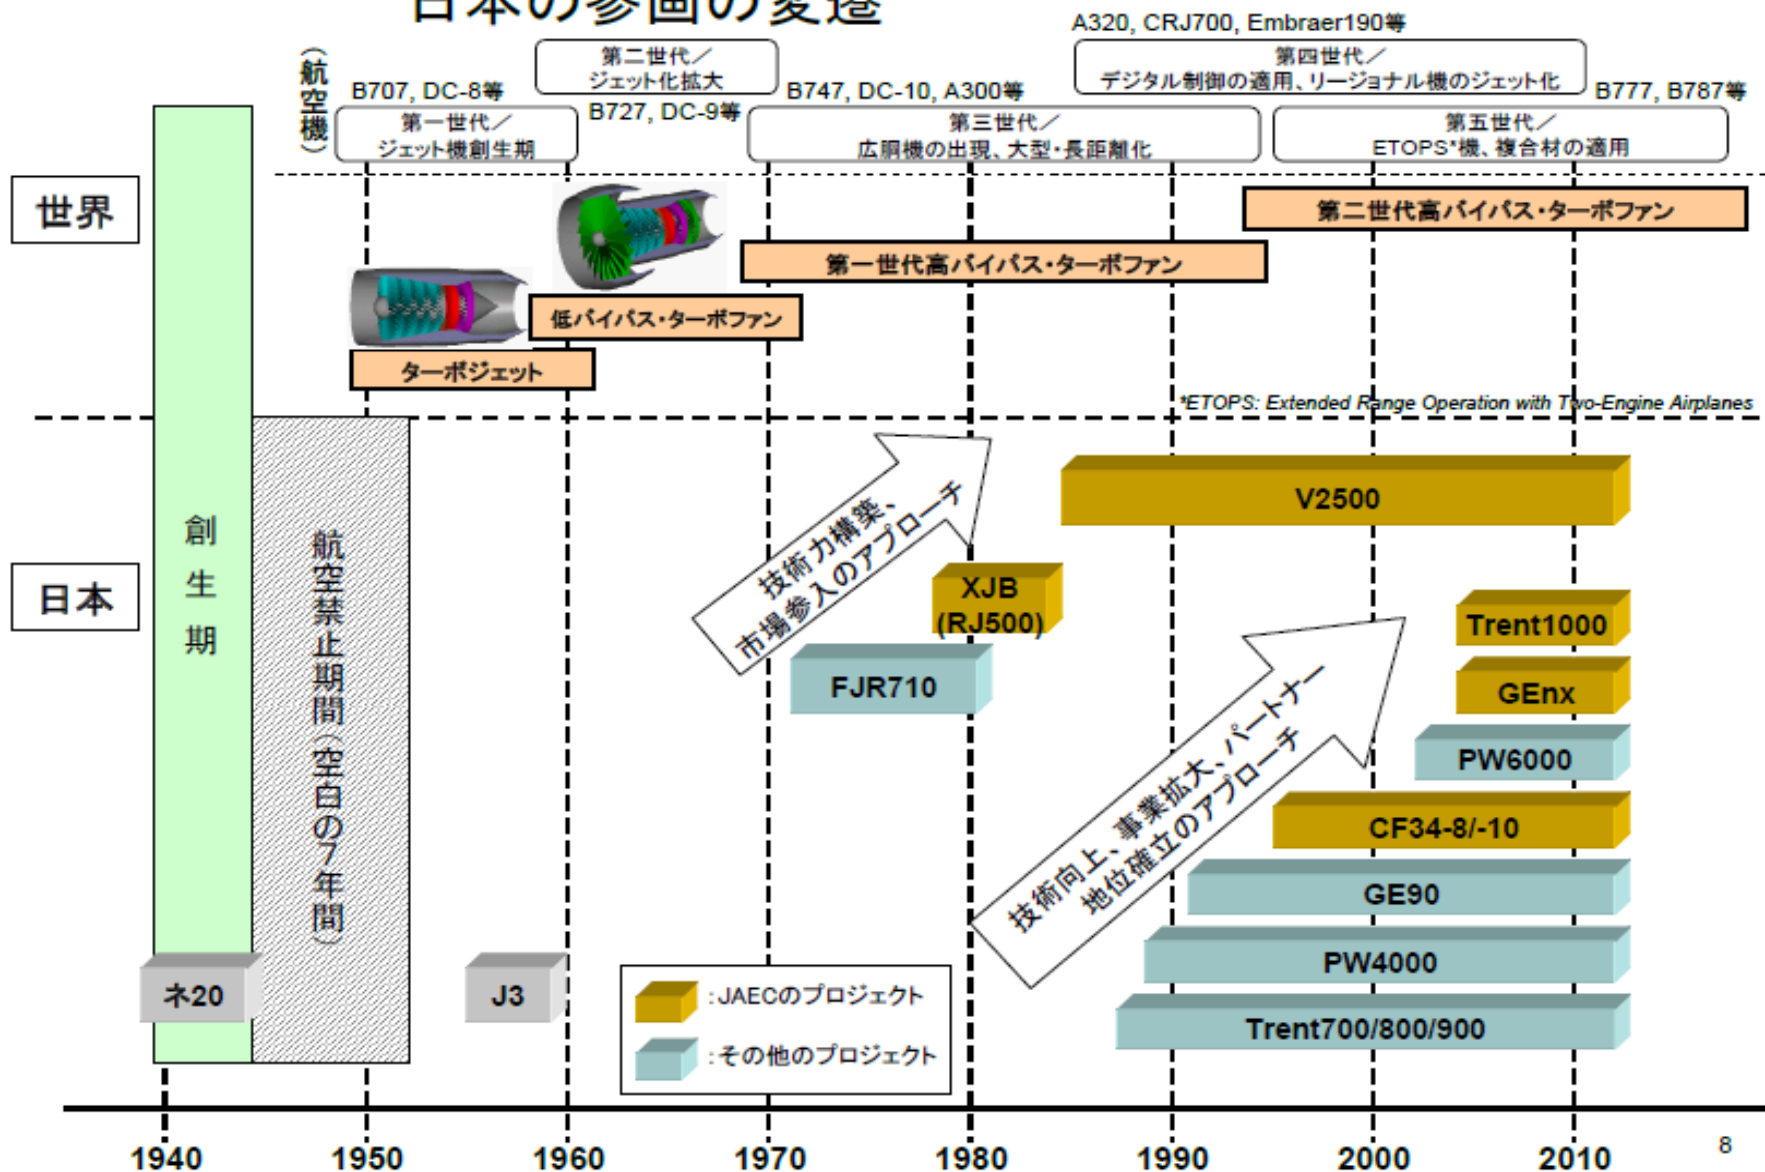 日本の参画の変遷
A320, CRJ700, Embraer190等
(航空機)
第二世代／
ジェット化拡大
第四世代／
デジタル制御の適用、リージョナル機のジェット化
B707, DC-8等
B727, DC-9等
B747, DC-10, A300等
B777, B787等
第一世代／
ジェット機創生期
第三世代／
広胴機の出現、大型・長距離化
第五世代／
ETOPS*機、複合材の適用
世界
第二世代高バイパス・ターボファン
第一世代高バイパス・ターボファン
低バイパス・ターボファン
ターボジェット
*ETOPS: Extended Range Operation with Two-Engine Airplanes
日本
創生期
航空禁止期間(空白の7年間)
技術力構築、
市場参入のアプローチ
V2500
XJB
(RJ500)
FJR710
Trent1000
GEnx
PW6000
技術向上、事業拡大、パートナー
地位確立のアプローチ
CF34-8/-10
GE90
PW4000
Trent700/800/900
ネ20
J3
:JAECのプロジェクト
:その他のプロジェクト
1940 1950 1960 1970 1980 1990 2000 2010
8